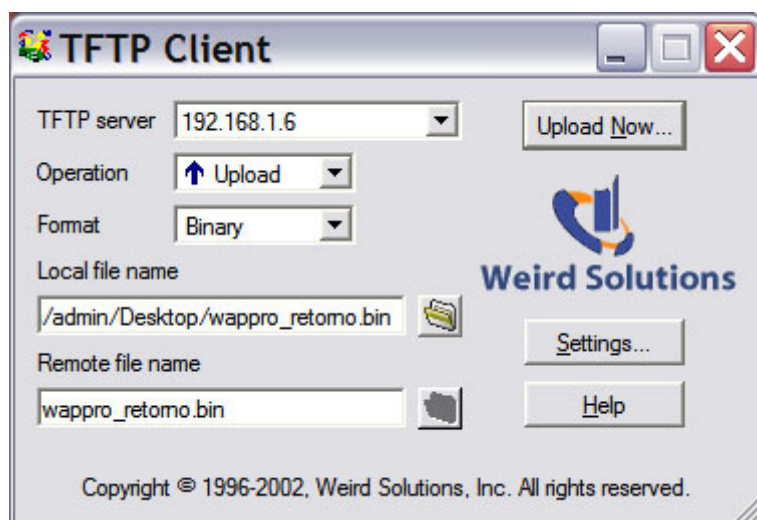 TFTP Client
TFTP server 192.168.1.6 Upload Now...
Operation Upload
Format Binary
Weird Solutions
Local file name
/admin/Desktop/wappro_retorno.bin
Settings...
Remote file name
wappro_retorno.bin Help
Copyright © 1996-2002, Weird Solutions, Inc. All rights reserved.